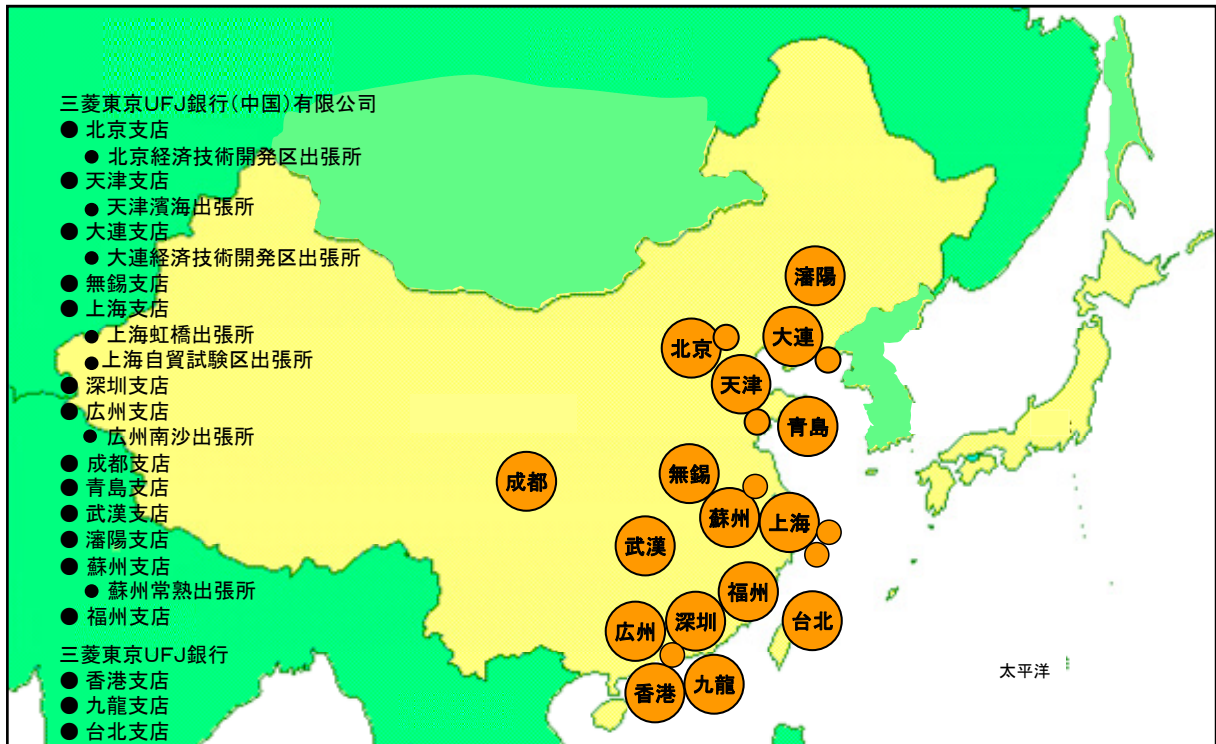 三菱東京UFJ銀行(中国)有限公司
● 北京支店
● 北京経済技術開発区出張所
● 天津支店
● 天津濱海出張所
● 大連支店
● 大連経済技術開発区出張所
● 無錫支店
● 上海支店
● 上海虹橋出張所
● 上海自貿試験区出張所
● 深圳支店
● 広州支店
● 広州南沙出張所
● 成都支店
● 青島支店
● 武漢支店
● 瀋陽支店
● 蘇州支店
● 蘇州常熟出張所
● 福州支店
三菱東京UFJ銀行
● 香港支店
● 九龍支店
● 台北支店
瀋陽
大連
北京
天津
青島
無錫
成都
蘇州
上海
武漢
福州
深圳
広州
台北
香港
九龍
太平洋